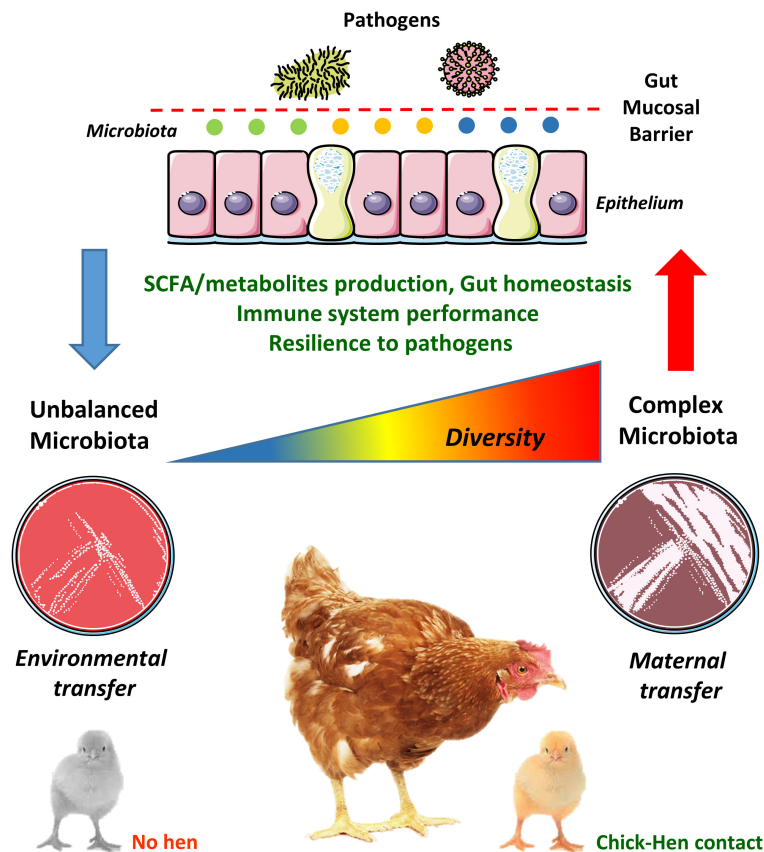 Pathogens
Gut
Mucosal
Barrier
Microbiota
Epithelium
SCFA/metabolites production, Gut homeostasis
Immune system performance
Resilience to pathogens
Unbalanced
Microbiota
Diversity
Complex
Microbiota
Environmental
transfer
Maternal
transfer
No hen
Chick-Hen contact